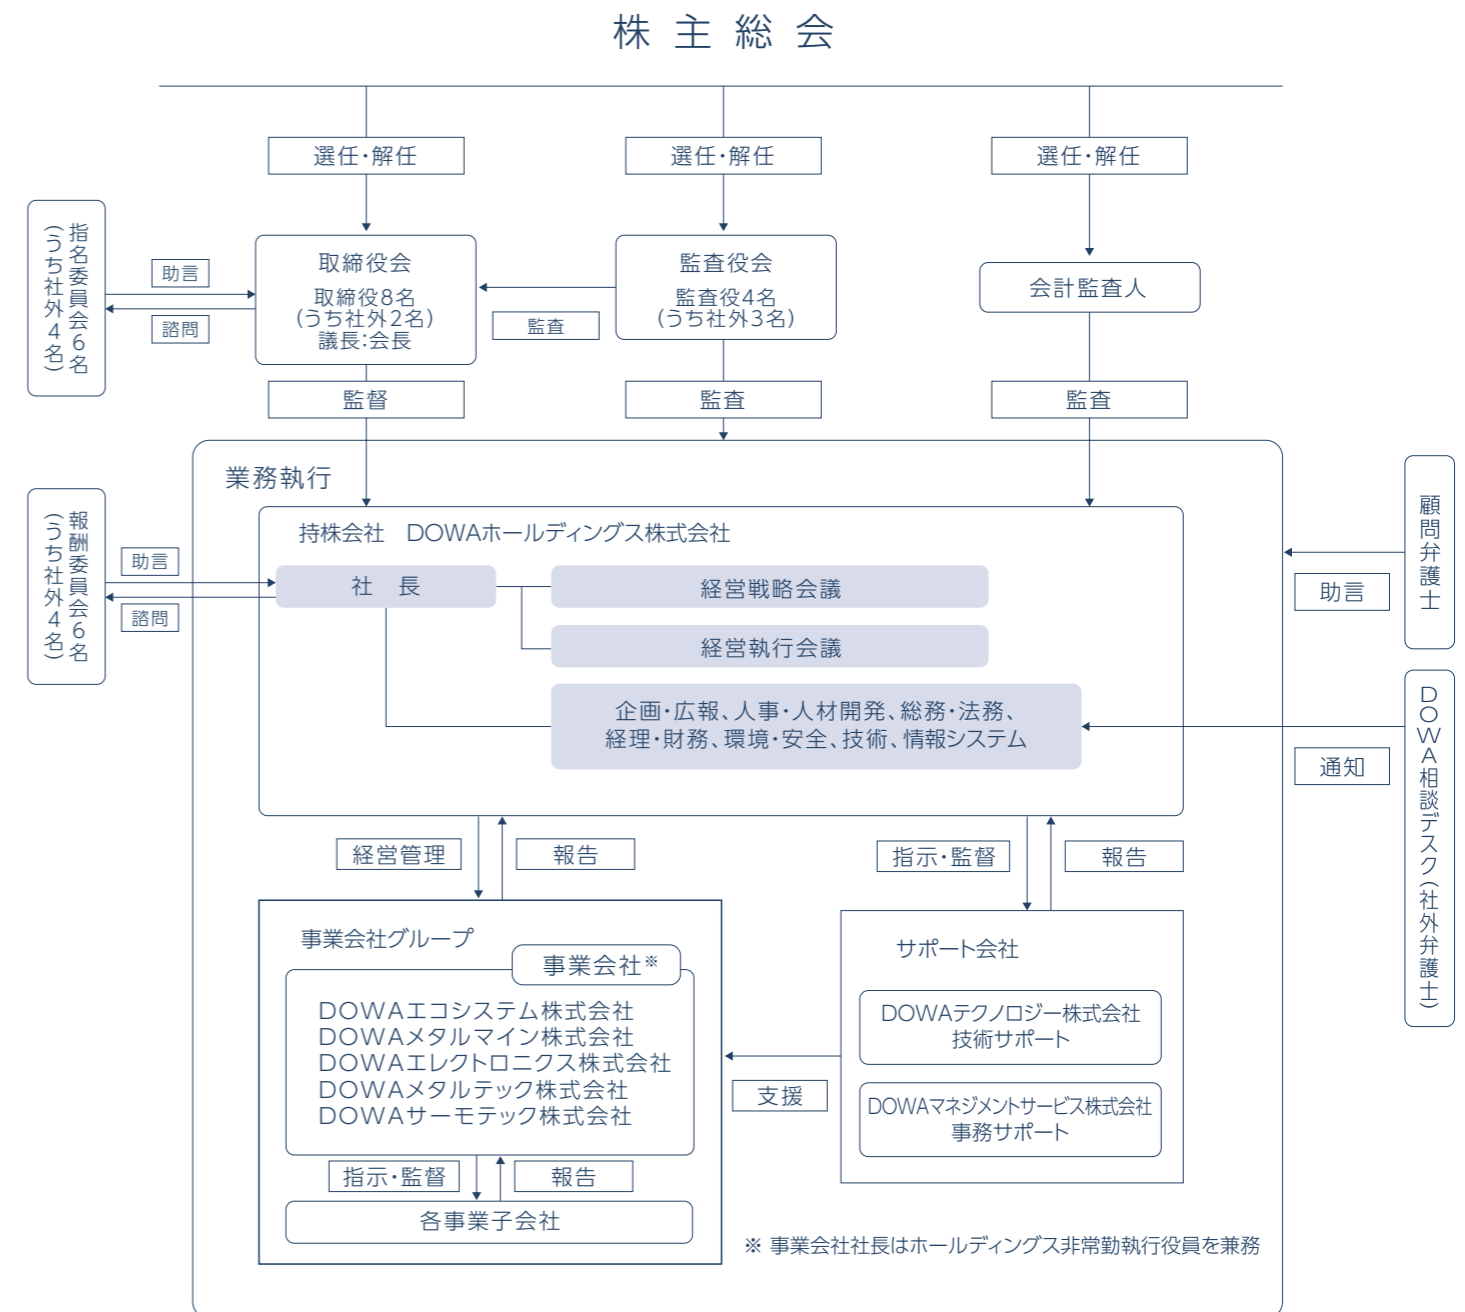 株主総会
選任・解任
選任・解任
選任・解任
指名委員会6名
(うち社外4名)
助言
諮問
取締役会
取締役8名
(うち社外2名)
議長:会長
監査
監査役会
監査役4名
(うち社外3名)
会計監査人
監督
監査
監査
業務執行
報酬委員会6名
(うち社外4名)
助言
諮問
持株会社 DOWAホールディングス株式会社
社 長
経営戦略会議
経営執行会議
企画・広報、人事・人材開発、総務・法務、
経理・財務、環境・安全、技術、情報システム
顧問弁護士
助言
DOWA相談デスク(社外弁護士)
通知
経営管理
報告
指示・監督
報告
事業会社グループ
事業会社※
DOWAエコシステム株式会社
DOWAメタルマイン株式会社
DOWAエレクトロニクス株式会社
DOWAメタルテック株式会社
DOWAサーモテック株式会社
指示・監督
報告
各事業子会社
支援
サポート会社
DOWAテクノロジー株式会社
技術サポート
DOWAマネジメントサービス株式会社
事務サポート
※ 事業会社社長はホールディングス非常勤執行役員を兼務